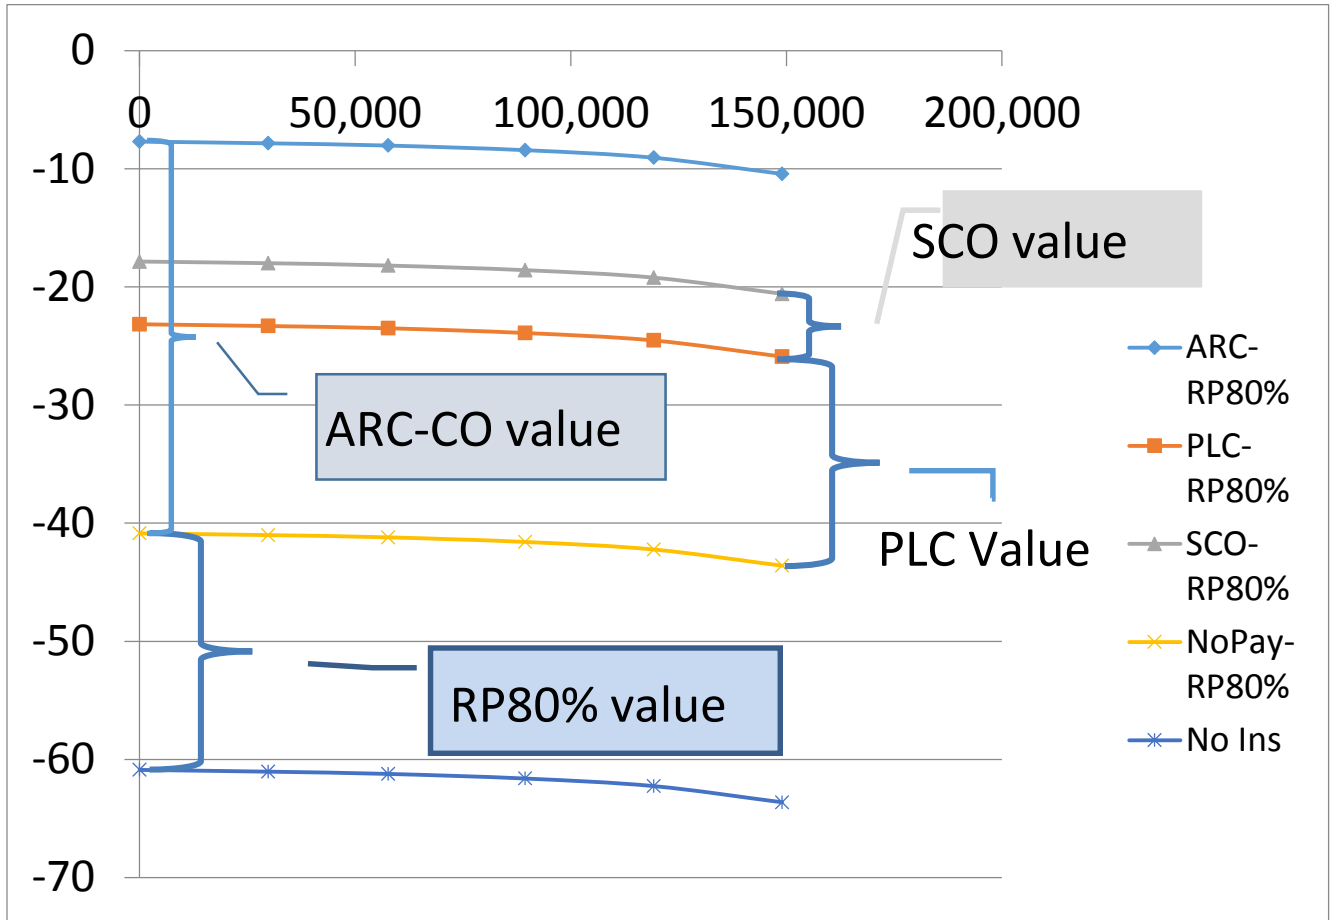 0
0
50,000
100,000
150,000
200,000
-10
SCO value
-20
-30
ARC-CO value
ARC-
RP80%
PLC-
RP80%
-40
PLC Value
SCO-
RP80%
-50
NoPay-
RP80%
RP80% value
No Ins
-60
-70